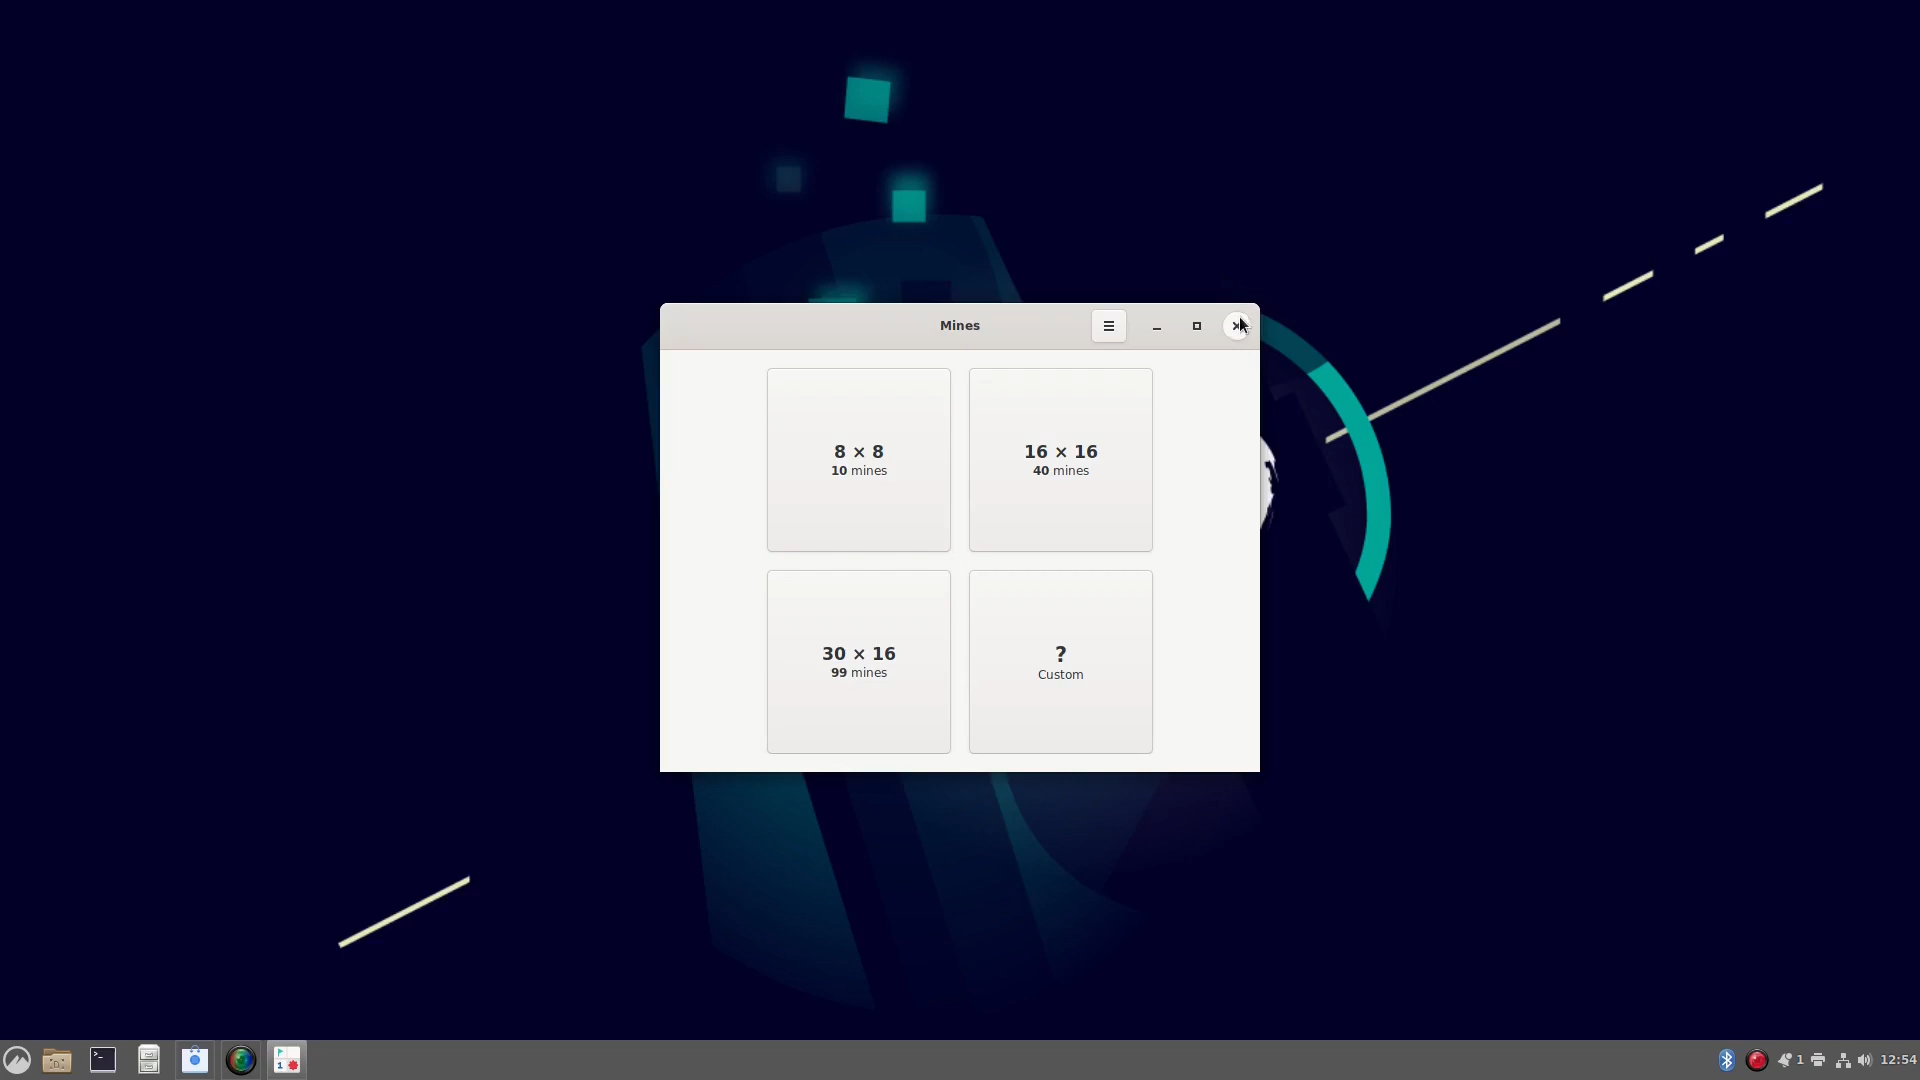 Mines
8 × 8
10 mines
16 × 16
40 mines
30 × 16
99 mines
?
Custom
1
12:54